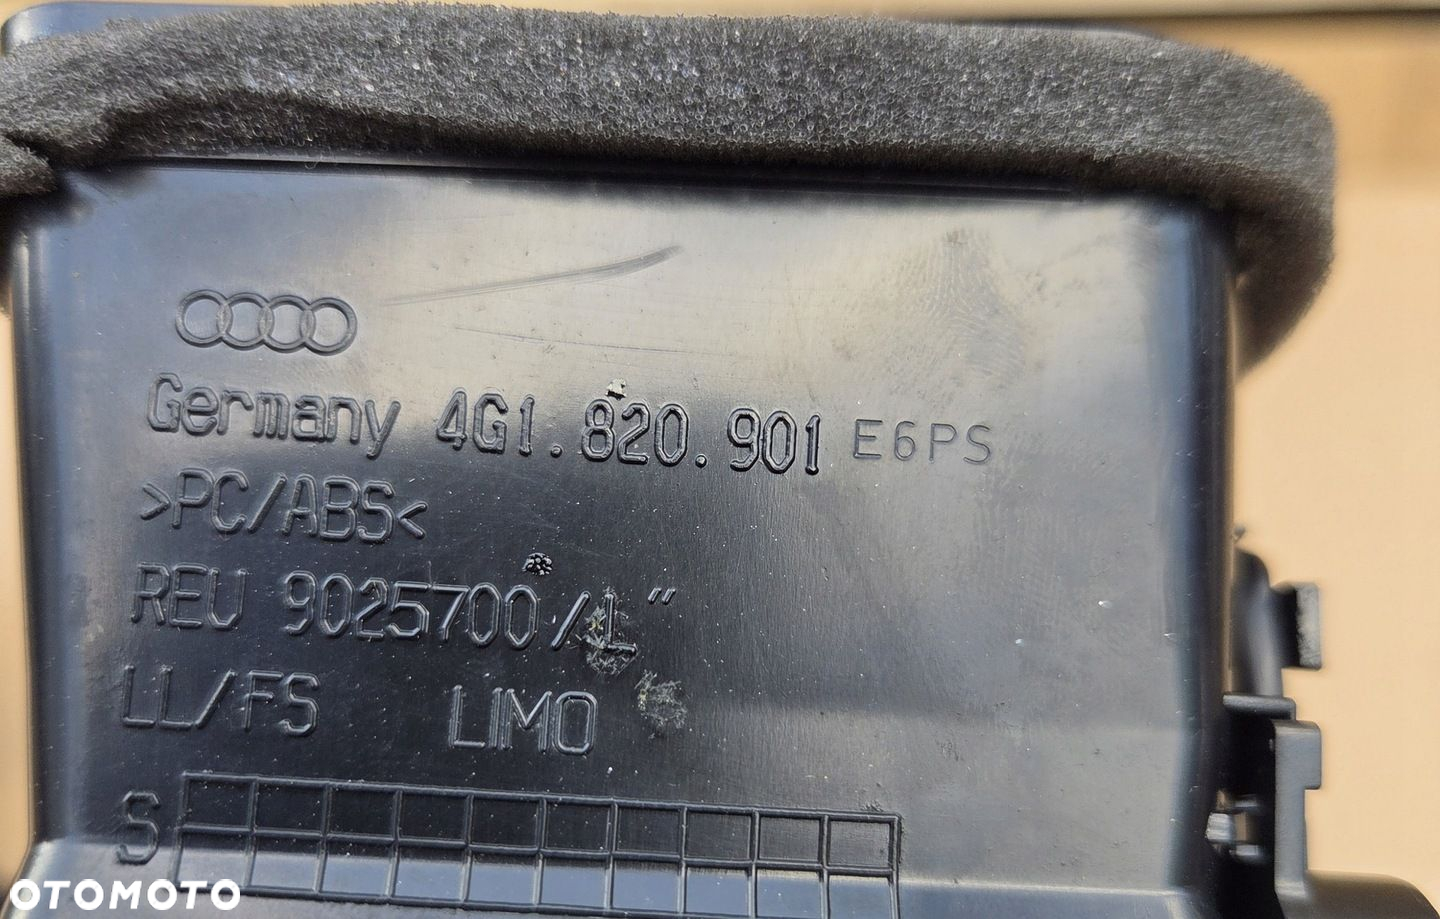 Germany 4G1.820.901 E6PS
>PC/ABS<
REU 9025700/L"
LL/FS LIMO
S
OTOMOTO